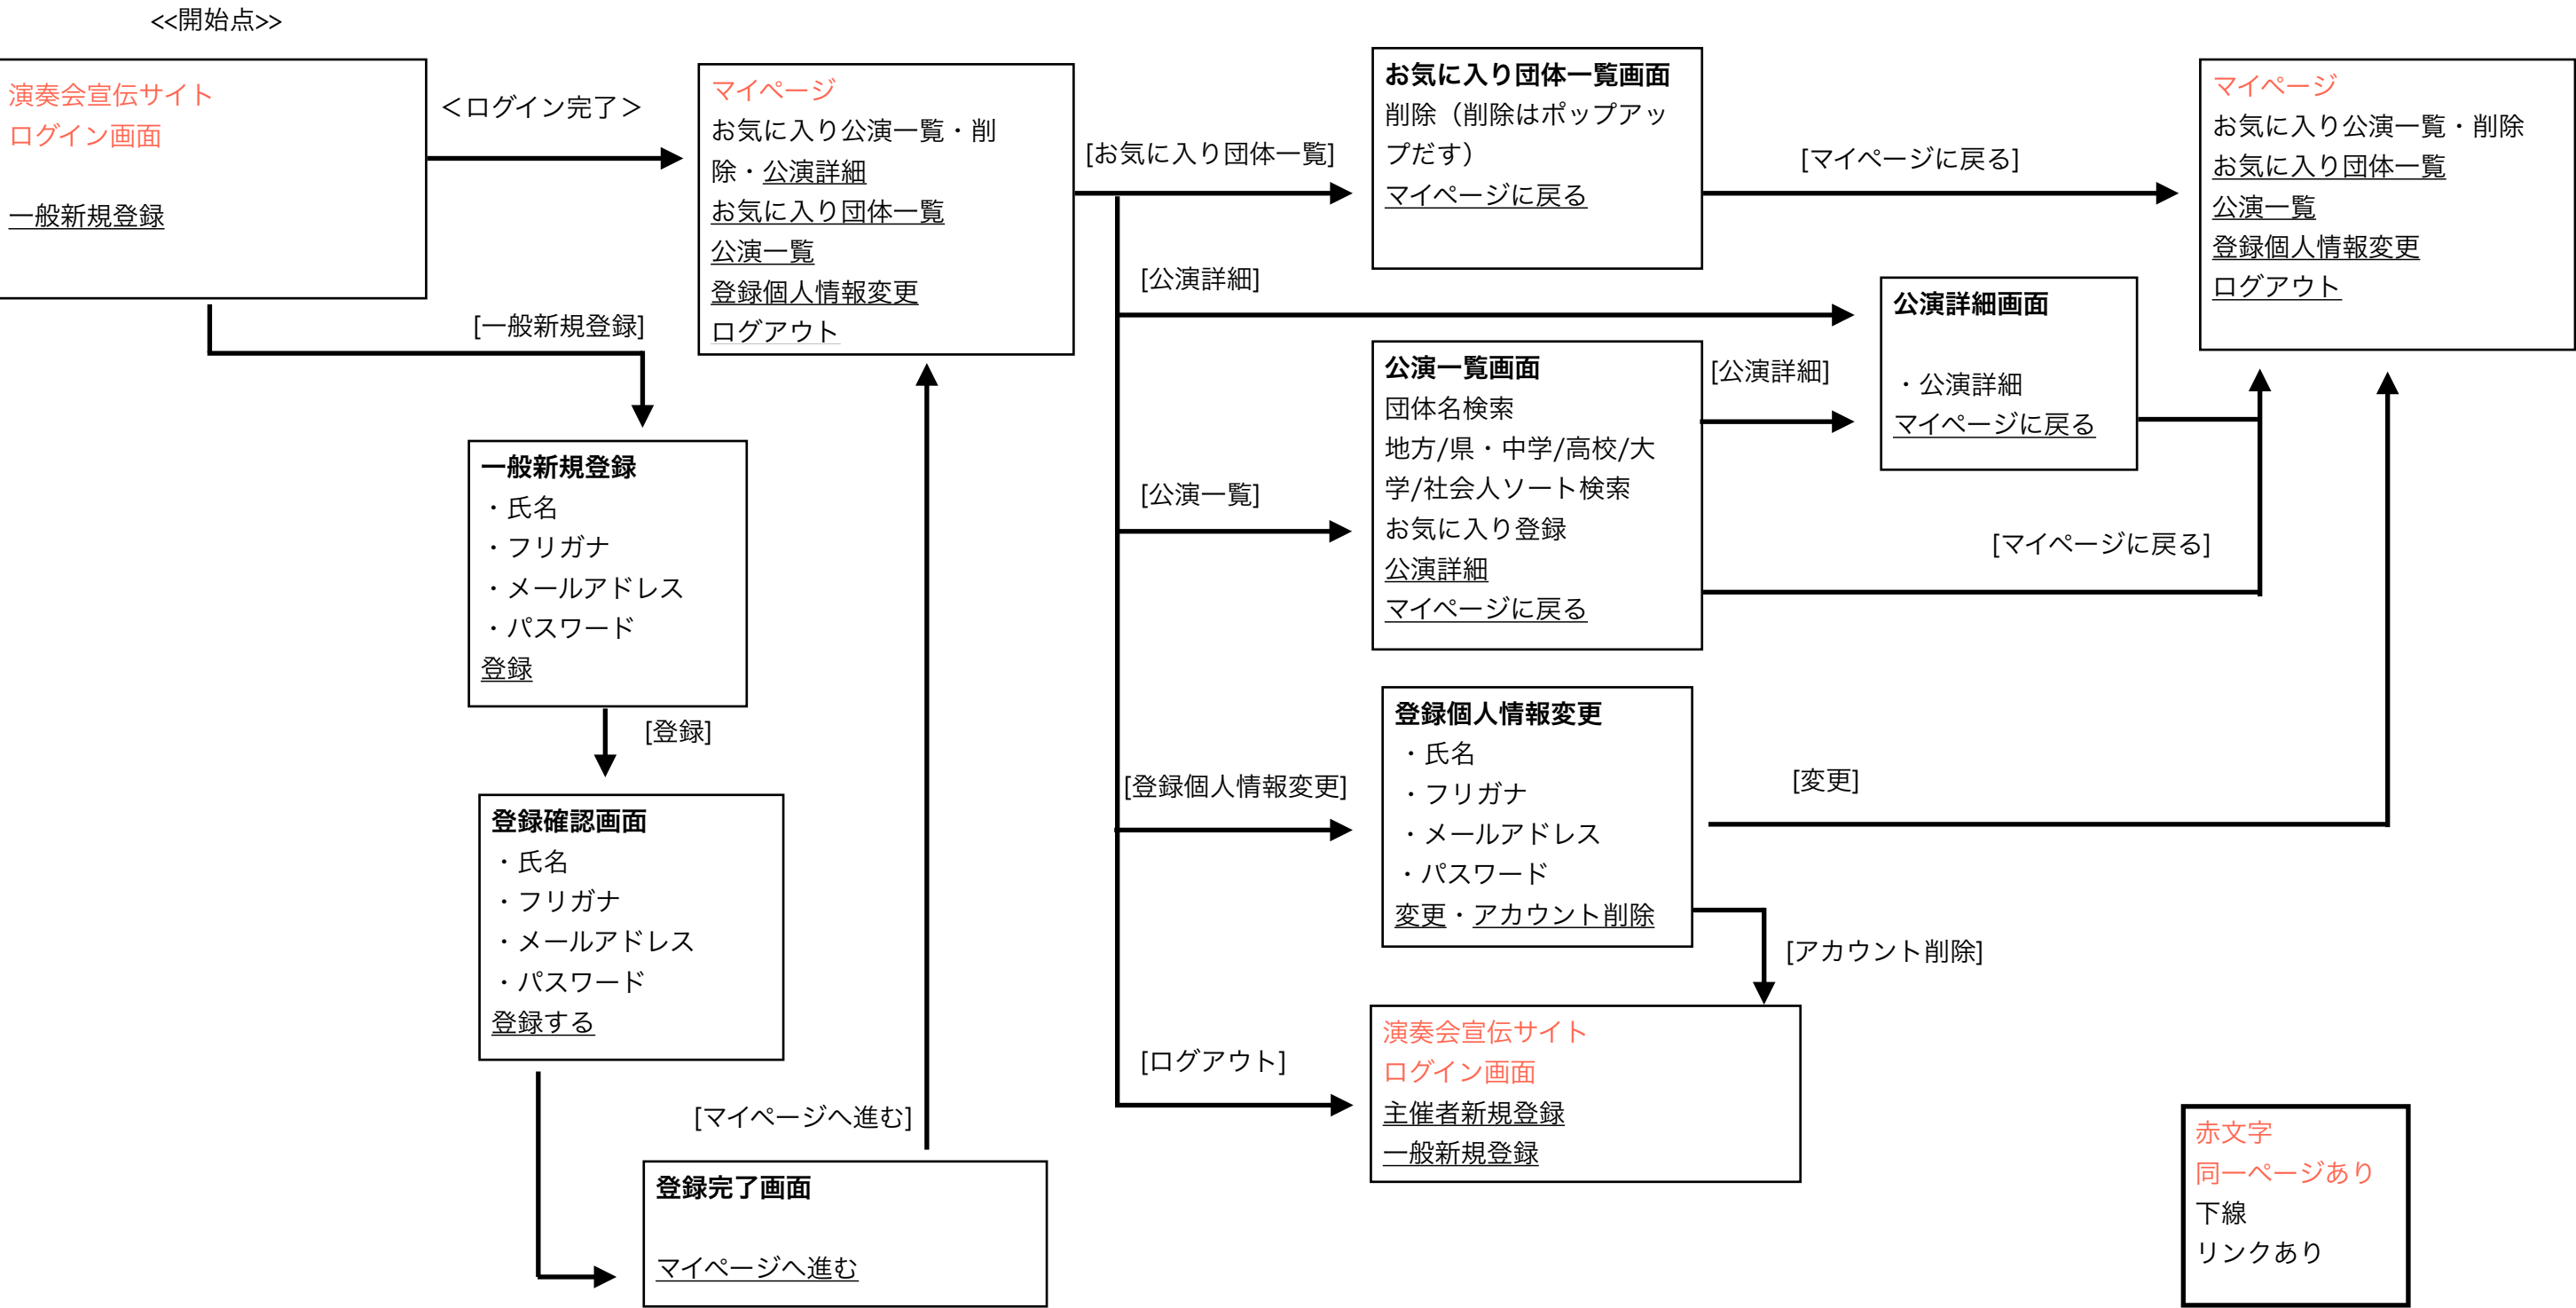 <<開始点>>
演奏会宣伝サイト
ログイン画面
一般新規登録
＜ログイン完了＞
[一般新規登録]
一般新規登録
・氏名
・フリガナ
・メールアドレス
・パスワード
登録
[登録]
登録確認画面
・氏名
・フリガナ
・メールアドレス
・パスワード
登録する
登録完了画面
マイページへ進む
[マイページへ進む]
マイページ
お気に入り公演一覧・削
除・公演詳細
お気に入り団体一覧
公演一覧
登録個人情報変更
ログアウト
[お気に入り団体一覧]
お気に入り団体一覧画面
削除（削除はポップアッ
プだす）
マイページに戻る
[マイページに戻る]
[公演詳細]
公演詳細画面
・公演詳細
マイページに戻る
[公演一覧]
公演一覧画面
団体名検索
地方/県・中学/高校/大
学/社会人ソート検索
お気に入り登録
公演詳細
マイページに戻る
[公演詳細]
[マイページに戻る]
[登録個人情報変更]
登録個人情報変更
・氏名
・フリガナ
・メールアドレス
・パスワード
変更・アカウント削除
[変更]
[アカウント削除]
[ログアウト]
演奏会宣伝サイト
ログイン画面
主催者新規登録
一般新規登録
マイページ
お気に入り公演一覧・削除
お気に入り団体一覧
公演一覧
登録個人情報変更
ログアウト
赤文字
同一ページあり
下線
リンクあり